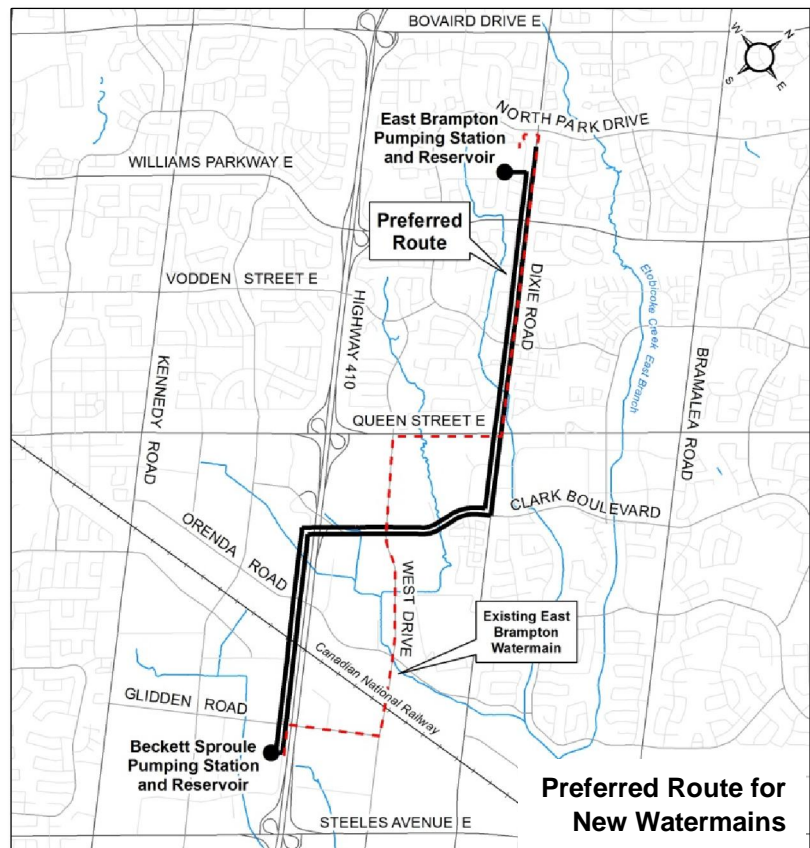 BOVAIRD DRIVE E
W
N
S
E
NORTH PARK DRIVE
East Brampton
Pumping Station
and Reservoir
WILLIAMS PARKWAY E
Preferred
Route
DIXIE ROAD
Etobicoke Creek East Branch
VODDEN STREET E
HIGHWAY 410
KENNEDY ROAD
BRAMALEA ROAD
QUEEN STREET E
CLARK BOULEVARD
ORENDA ROAD
WEST DRIVE
Existing East
Brampton
Watermain
Canadian National Railway
GLIDDEN ROAD
Beckett Sproule
Pumping Station
and Reservoir
Preferred Route for
New Watermains
STEELES AVENUE E